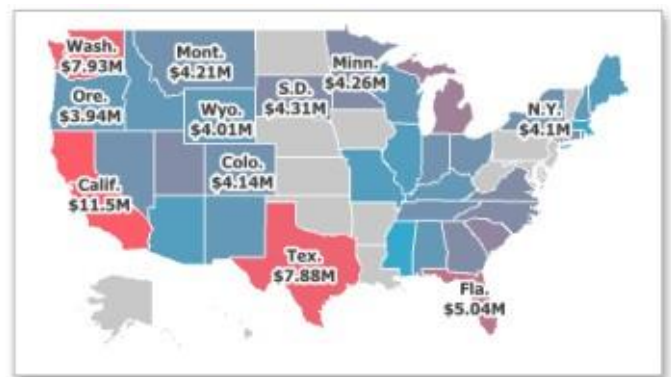 Wash.
$7.93M
Mont.
$4.21M
Minn.
$4.26M
Ore.
$3.94M
Wyo.
$4.01M
S.D.
$4.31M
N.Y.
$4.1M
Colo.
$4.14M
Calif.
$11.5M
Tex.
$7.88M
Fla.
$5.04M